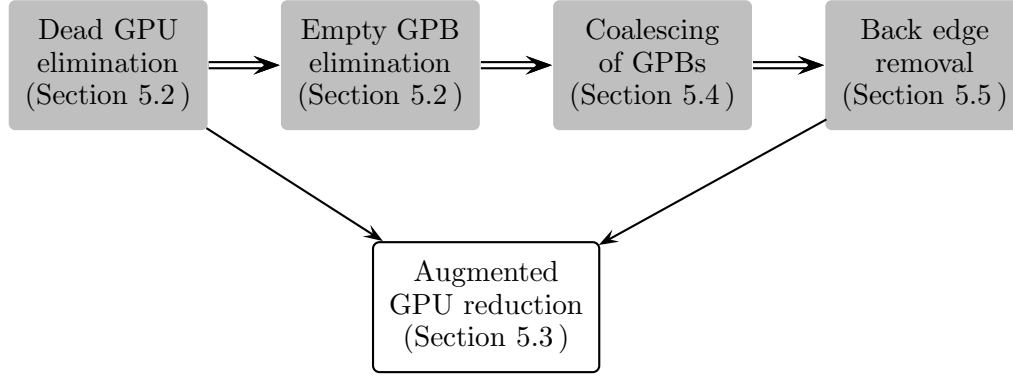 Dead GPU
elimination
(Section 5.2)
Empty GPB
elimination
(Section 5.2)
Coalescing
of GPBs
(Section 5.4)
Back edge
removal
(Section 5.5)
Augmented
GPU reduction
(Section 5.3)